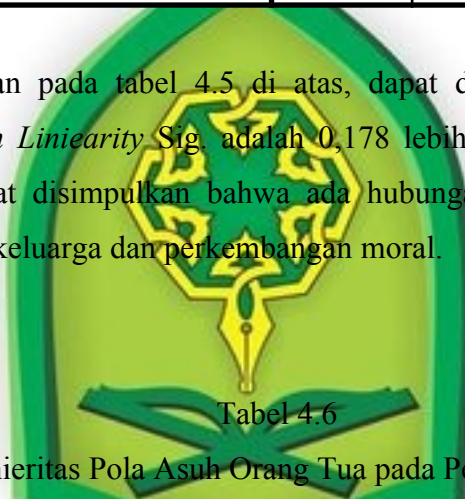 an pada tabel 4.5 di atas, dapat d
n Liniearity Sig. adalah 0,178 lebih
at disimpulkan bahwa ada hubunga
keluarga dan perkembangan moral.
Tabel 4.6
nieritas Pola Asuh Orang Tua pada Pe